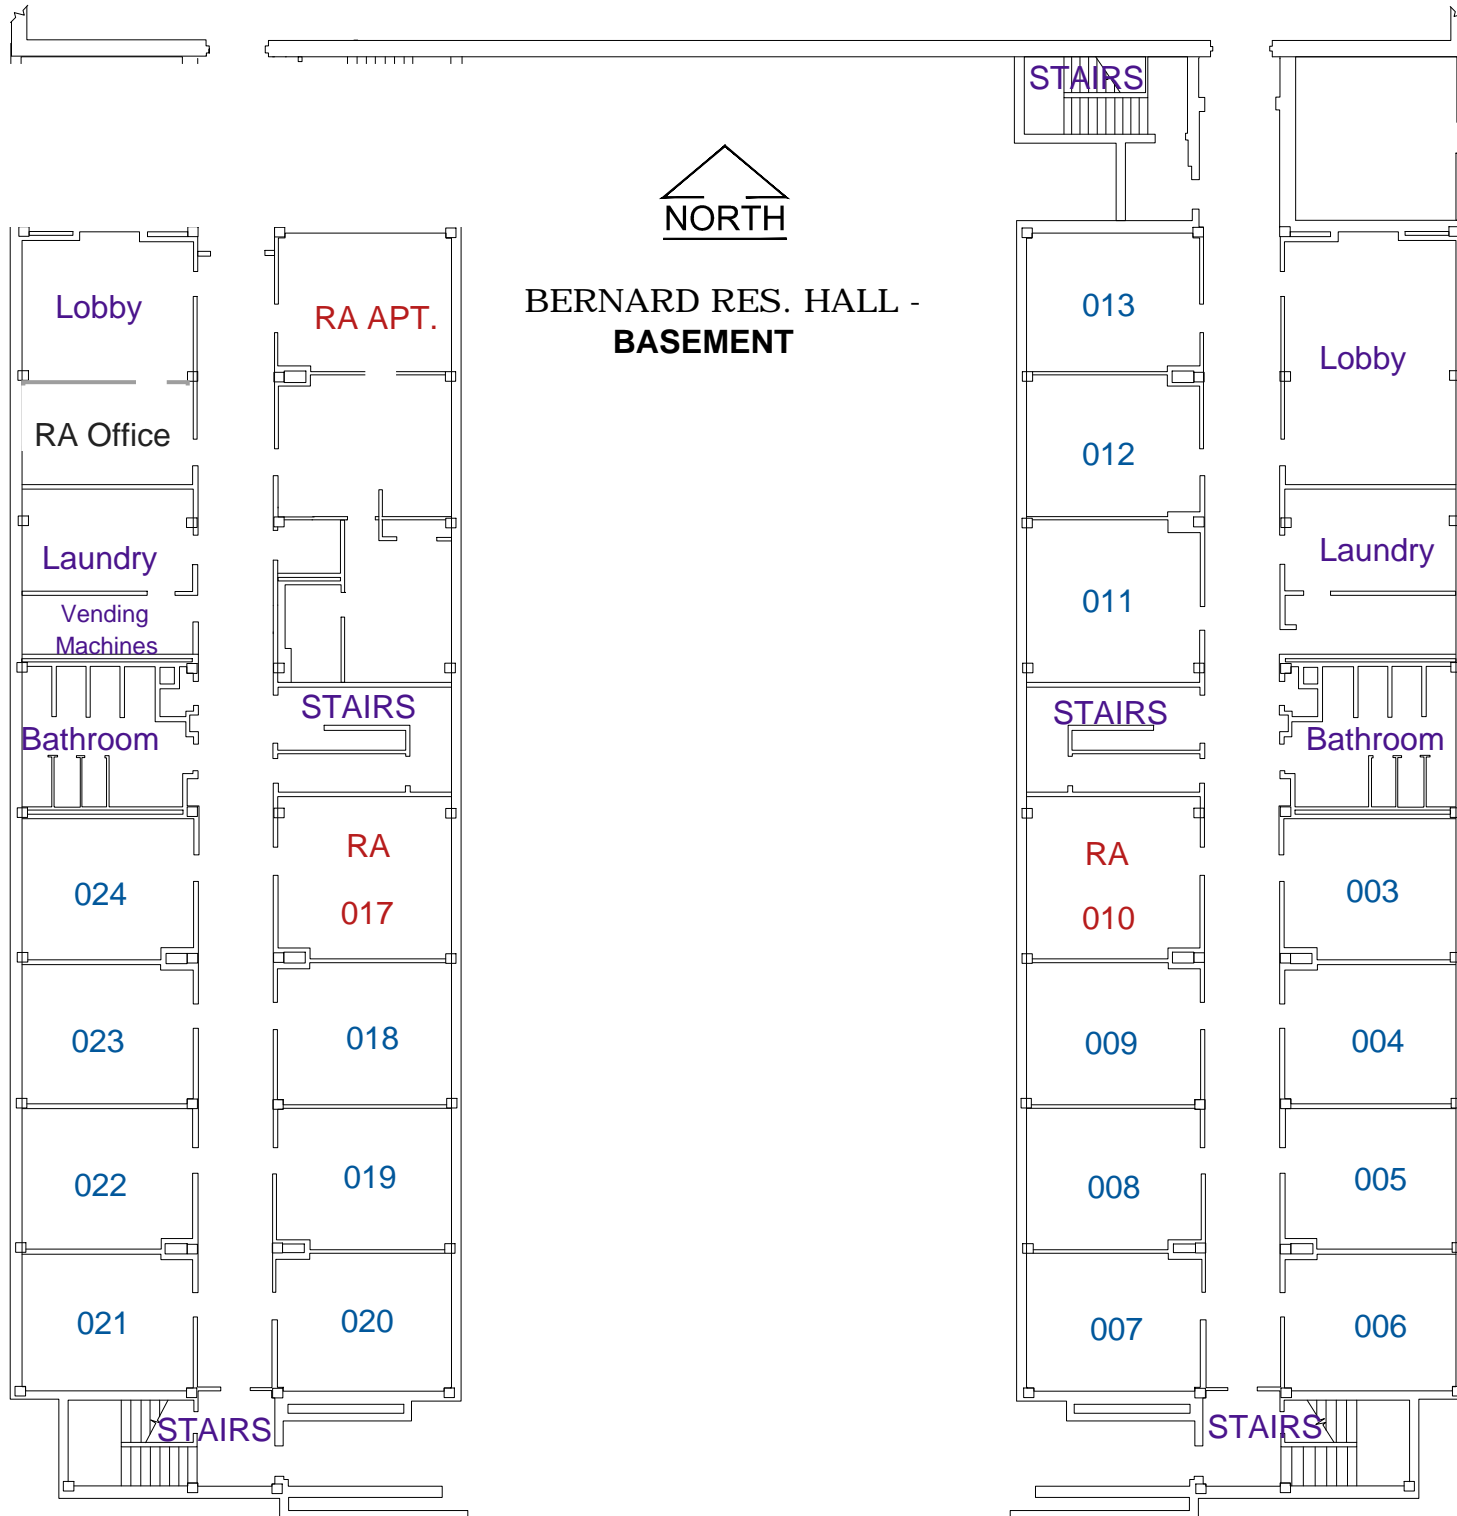 STAIRS
NORTH
BERNARD RES. HALL -
BASEMENT
Lobby
RA APT.
013
Lobby
RA Office
012
Laundry
Laundry
011
Vending
Machines
STAIRS
STAIRS
Bathroom
Bathroom
RA
017
RA
010
024
003
023
018
009
004
022
019
008
005
021
020
007
006
STAIRS
STAIRS